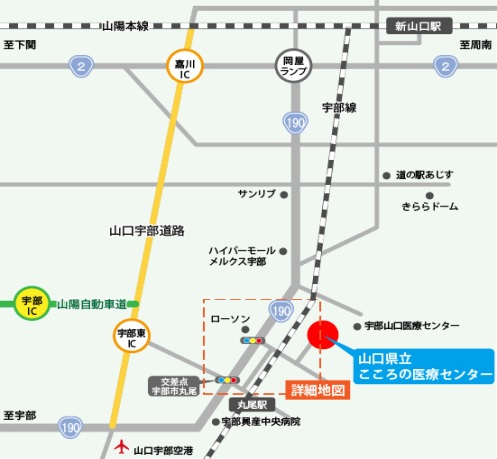 山陽本線
新山口駅
至下関
至周南
2
嘉川
IC
岡屋
ランプ
2
宇部線
190
道の駅あじす
サンリブ
きららドーム
山口宇部道路
ハイパーモール
メルクス宇部
宇部
IC
山陽自動車道
190
ローソン
宇部山口医療センター
宇部東
IC
山口県立
こころの医療センター
交差点
宇部市丸尾
詳細地図
丸尾駅
至宇部
190
宇部興産中央病院
山口宇部空港